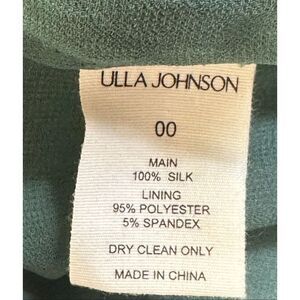 ULLA JOHNSON
00
MAIN
100% SILK
LINING
95% POLYESTER
5% SPANDEX
DRY CLEAN ONLY
MADE IN CHINA